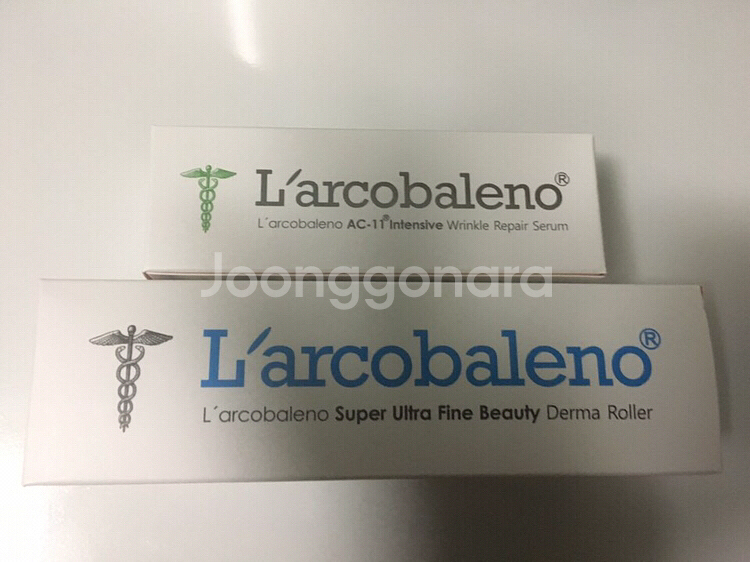 L'arcobaleno®
L'arcobaleno AC-11® Intensive Wrinkle Repair Serum
Joonggonara
L'arcobaleno®
L'arcobaleno Super Ultra Fine Beauty Derma Roller